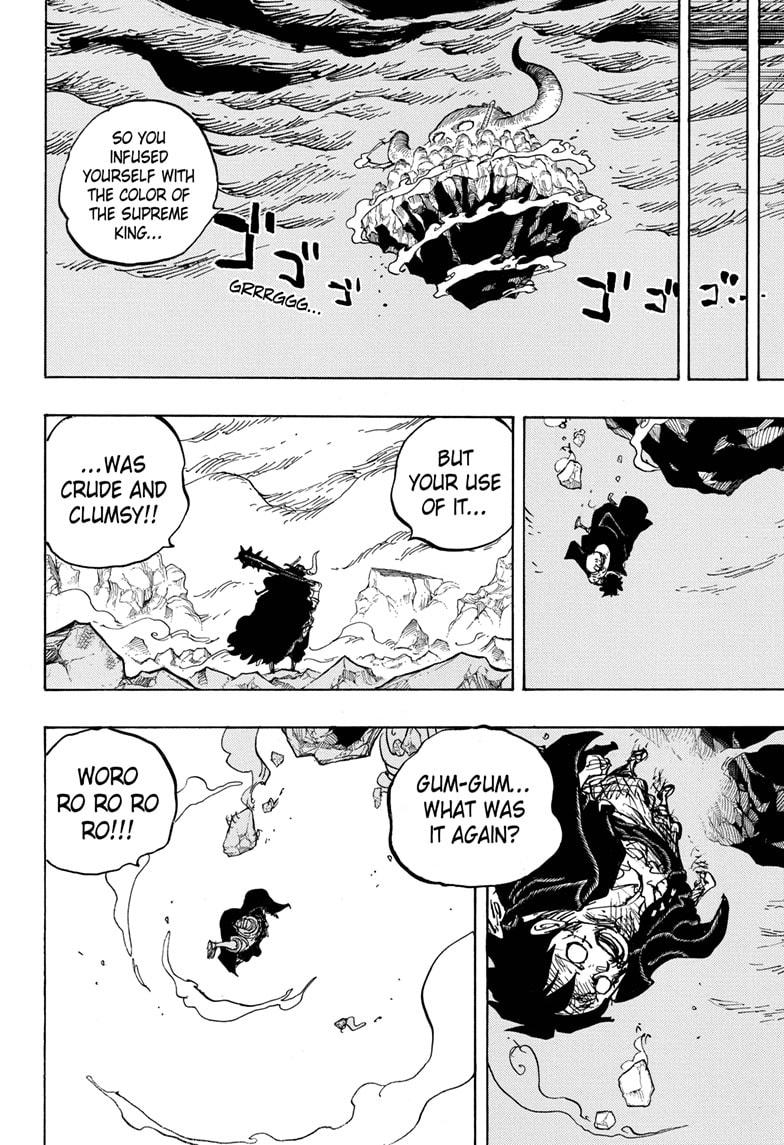 ゴ…
ゴゴ
ゴゴゴ
GRRRGGG...
SO YOU
INFUSED
YOURSELF WITH
THE COLOR OF
THE SUPREME
KING...
BUT
YOUR USE
OF IT...
...WAS
CRUDE AND
CLUMSY!!
GUM-GUM...
WHAT WAS
IT AGAIN?
WORO
RO RO RO
RO!!!